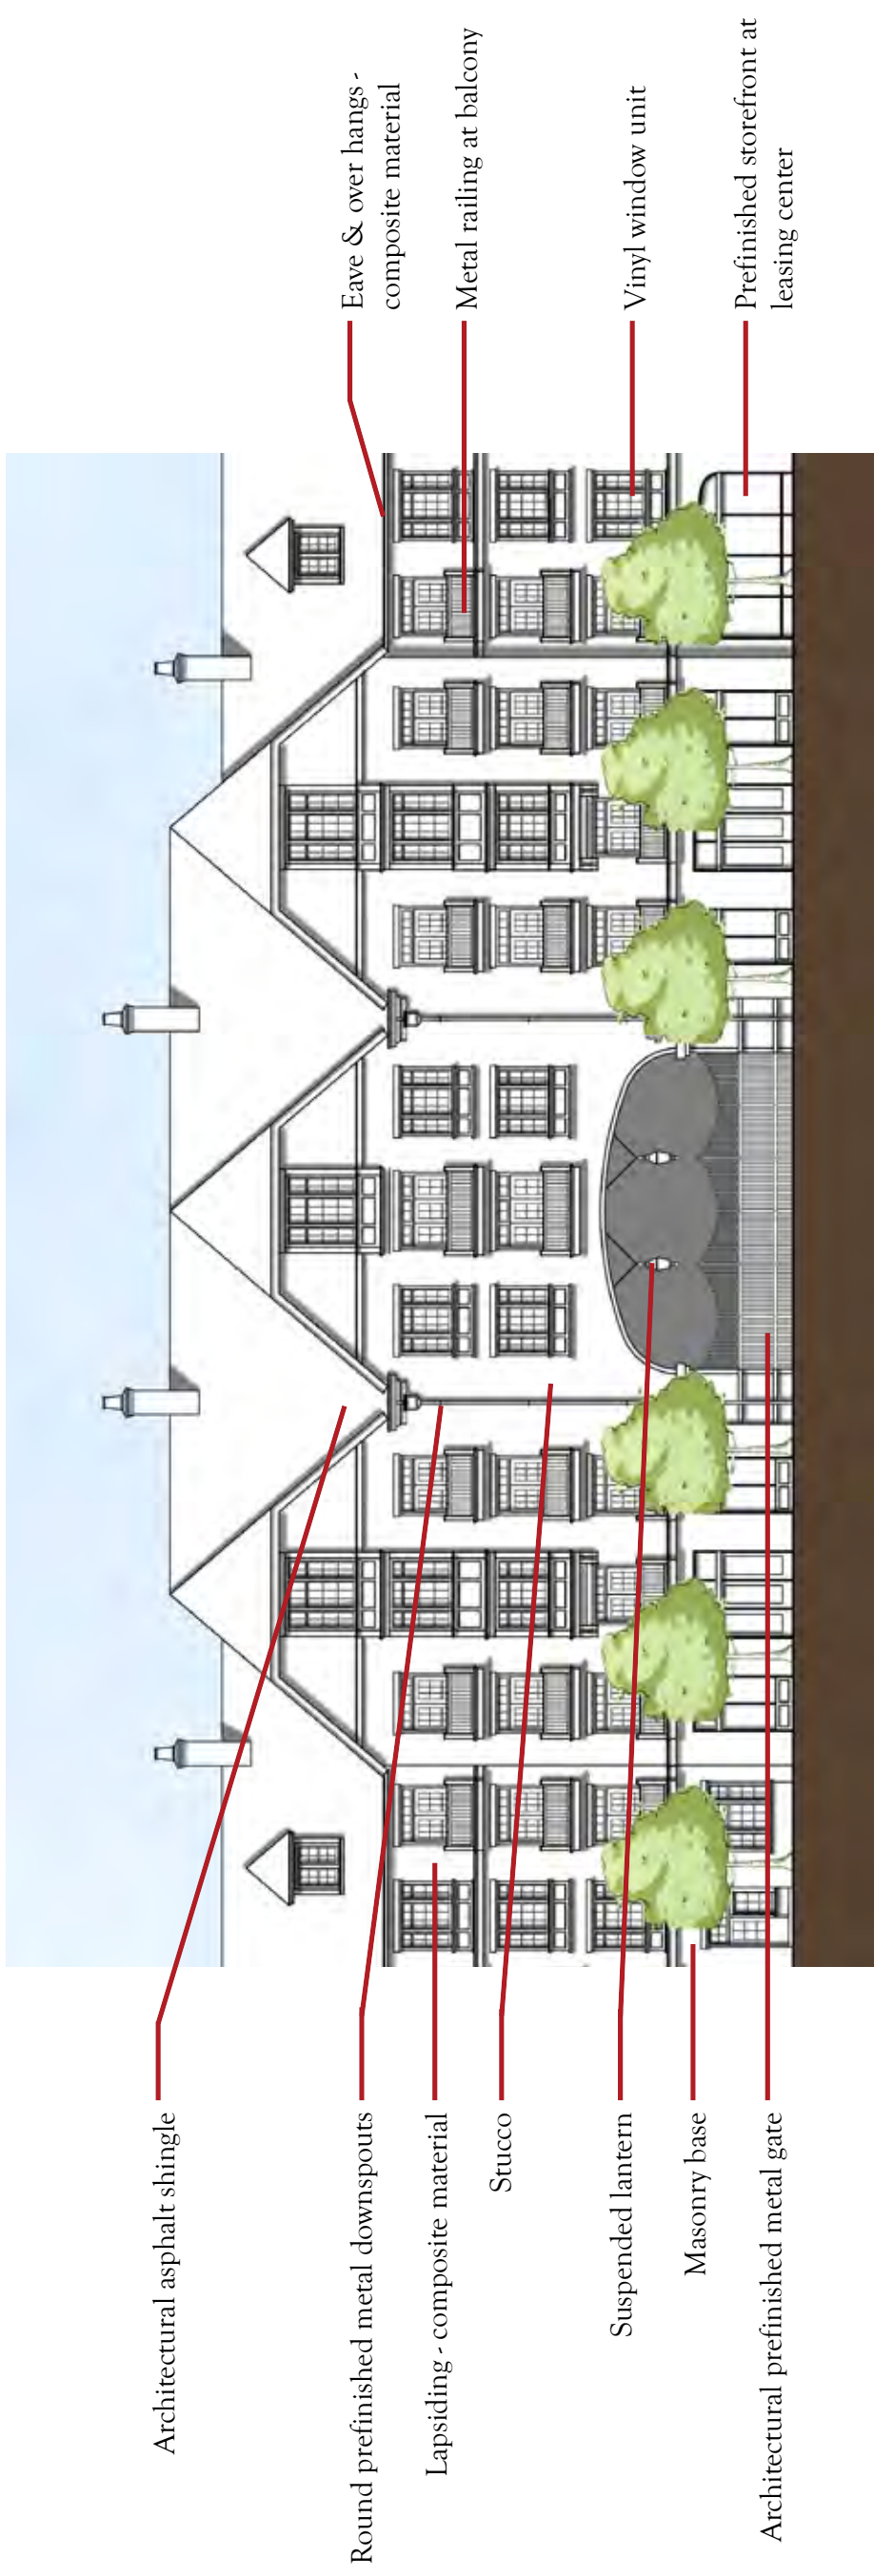 Architectural asphalt shingle
Round prefinished metal downspouts
Lapsiding - composite material
Stucco
Suspended lantern
Masonry base
Architectural prefinished metal gate
Eave & over hangs -
composite material
Metal railing at balcony
Vinyl window unit
Prefinished storefront at
leasing center